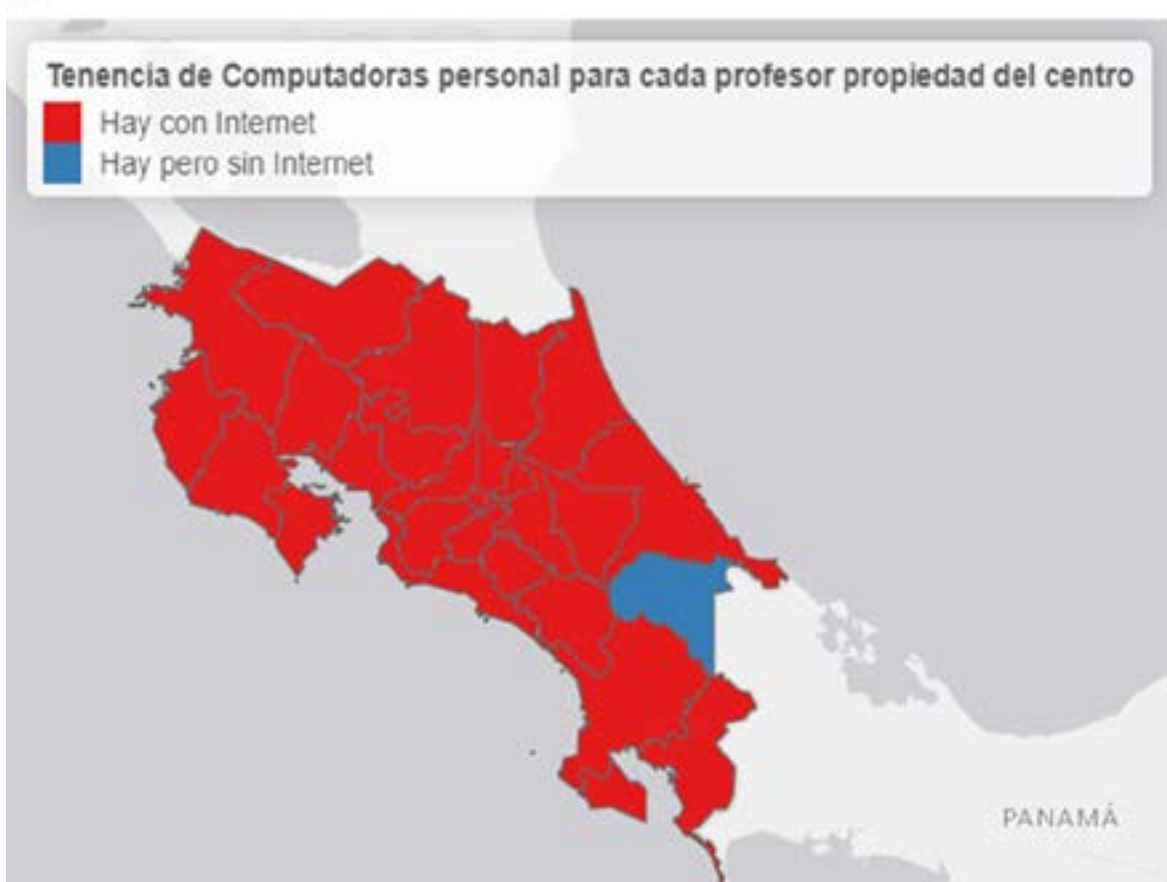 Tenencia de Computadoras personal para cada profesor propiedad del centro
Hay con Internet
Hay pero sin Internet
PANAMÁ